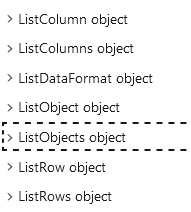 ListColumn object
ListColumns object
ListDataFormat object
ListObject object
ListObjects object
ListRow object
ListRows object